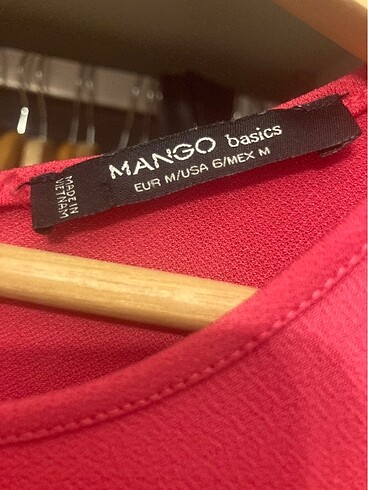 MANGO basics
EUR M/USA 6/MEX M
MADE IN
VIETNAM